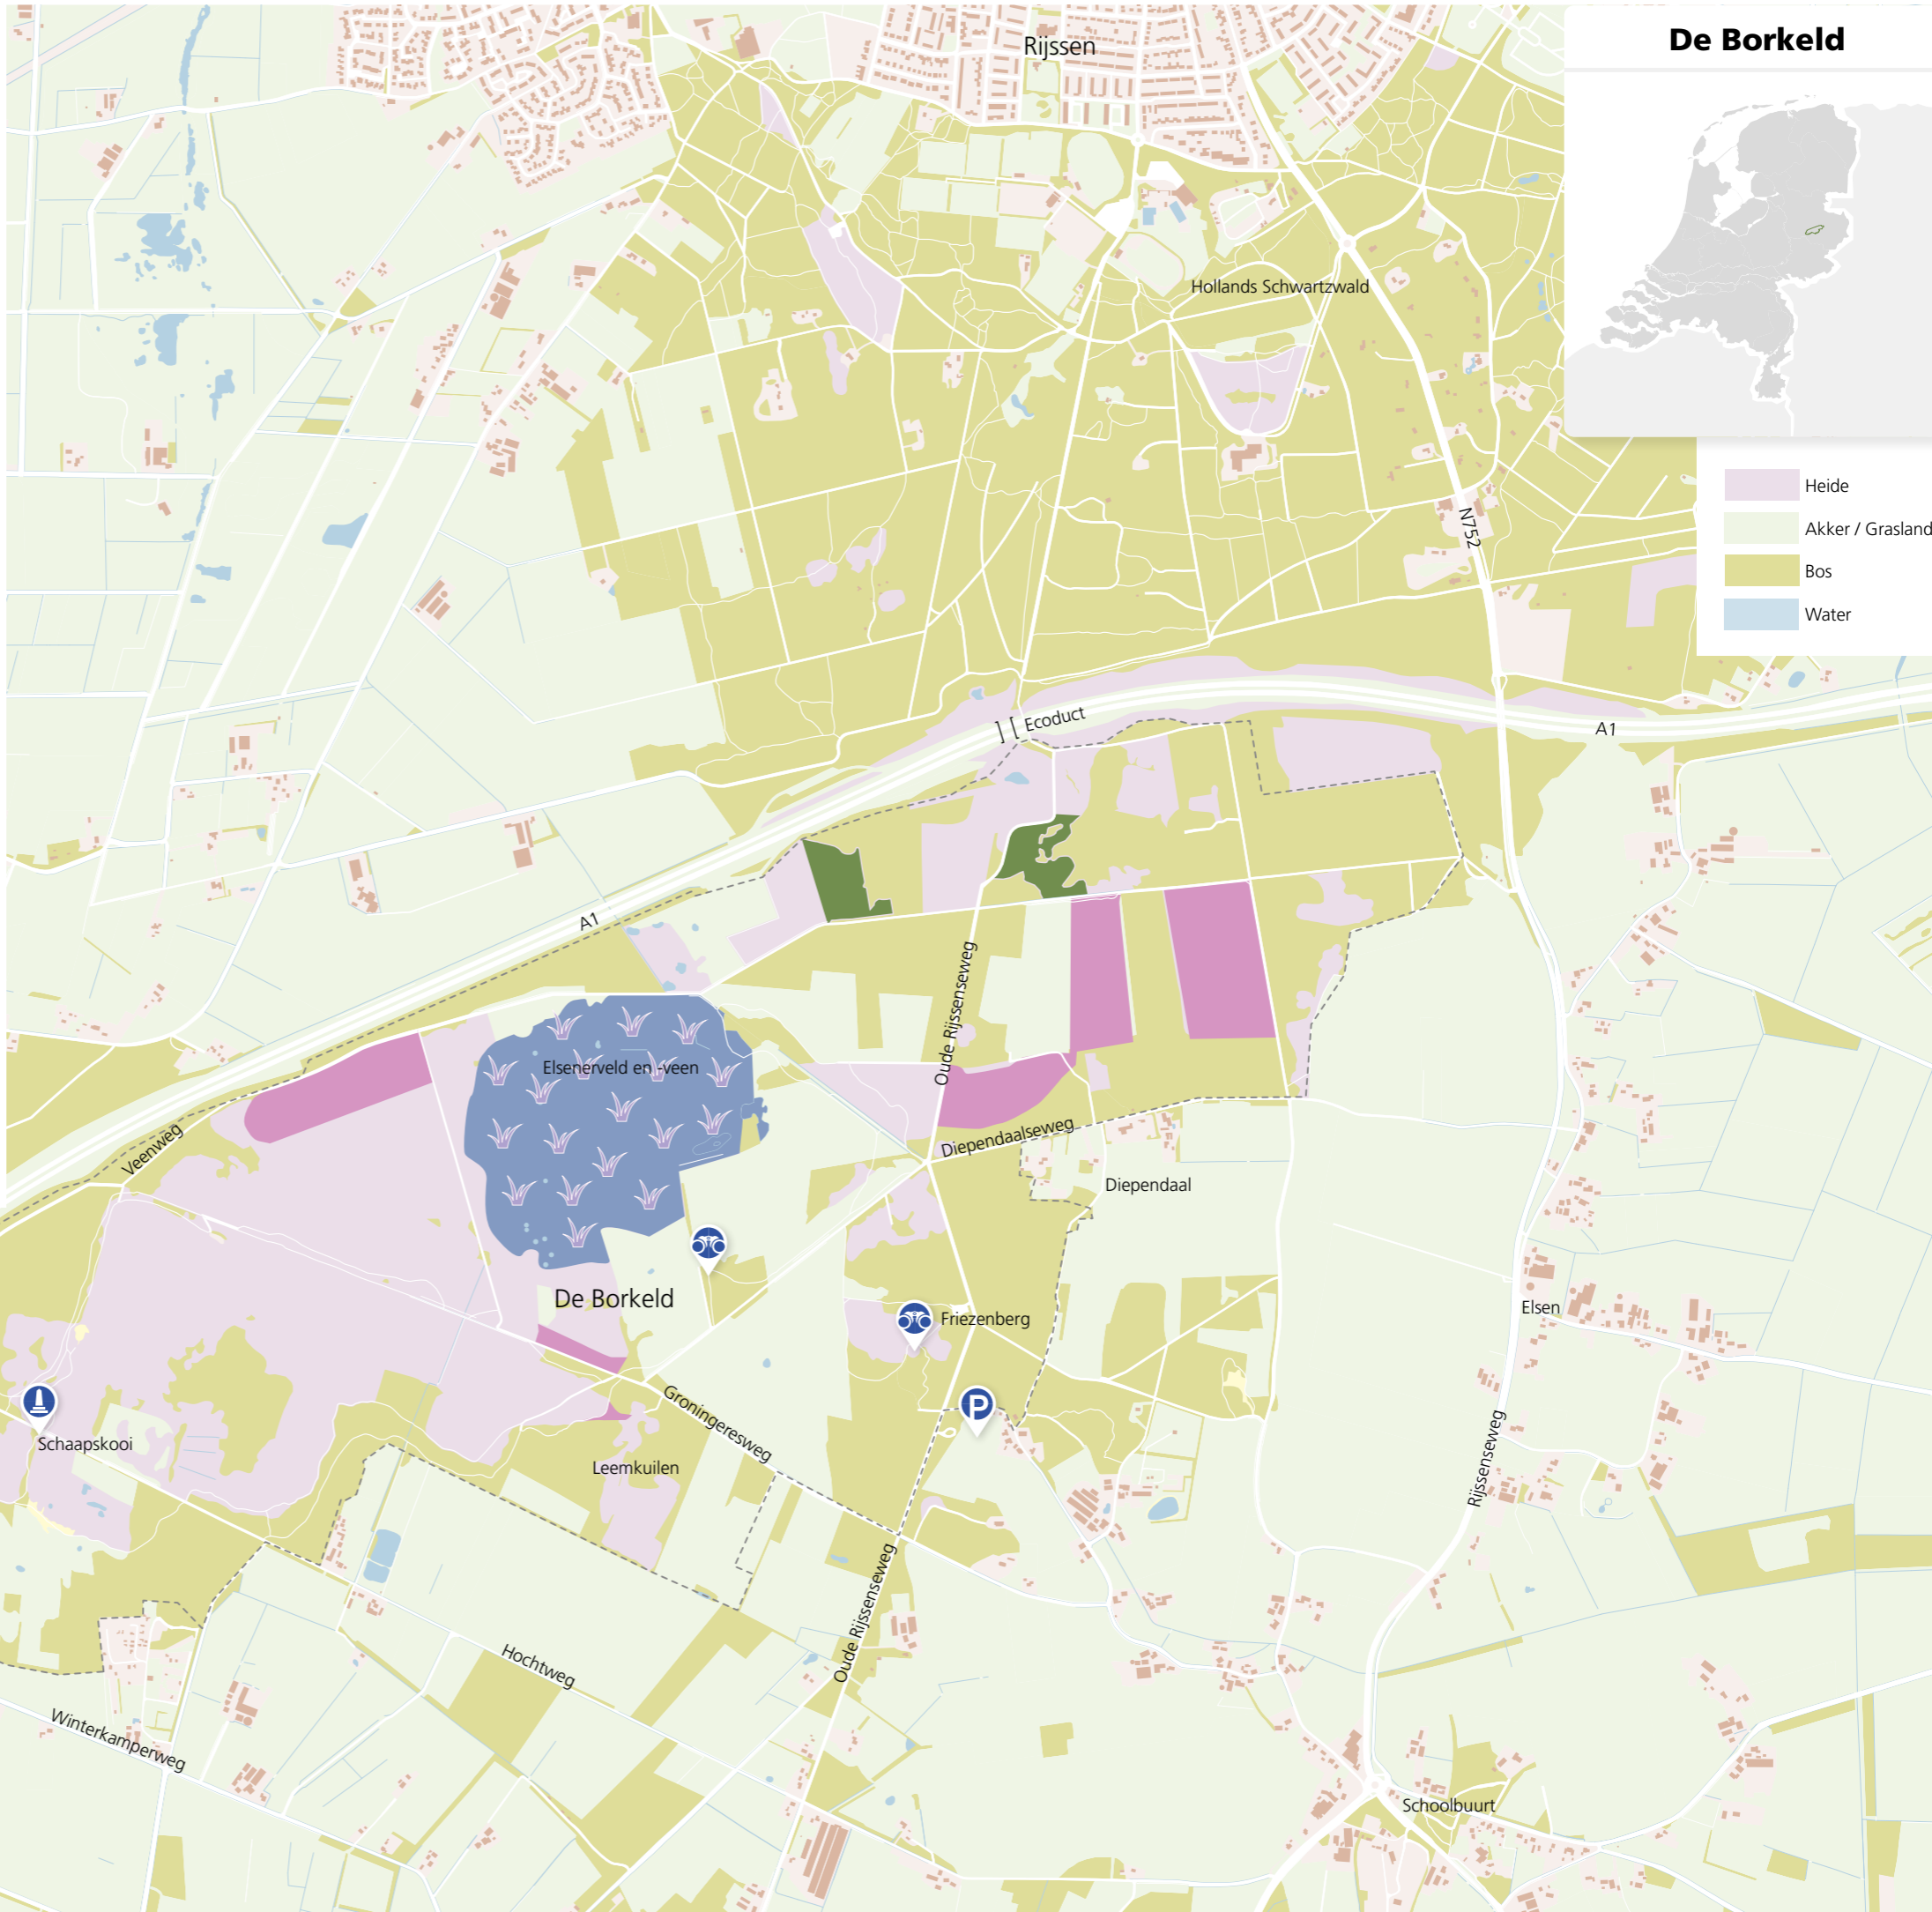 Rijssen
De Borkeld
Hollands Schwartzwald
Heide
Akker / Grasland
Bos
Water
N752
] [ Ecoduct
A1
A1
Oude Rijssenseweg
Elsenerveld en -veen
Veenweg
Diependaalseweg
Diependaal
De Borkeld
Friezenberg
Elsen
P
Groningeresweg
Schaapskooi
Leemkuilen
Rijssenseweg
Oude Rijssenseweg
Hochtweg
Winterkamperweg
Schoolbuurt